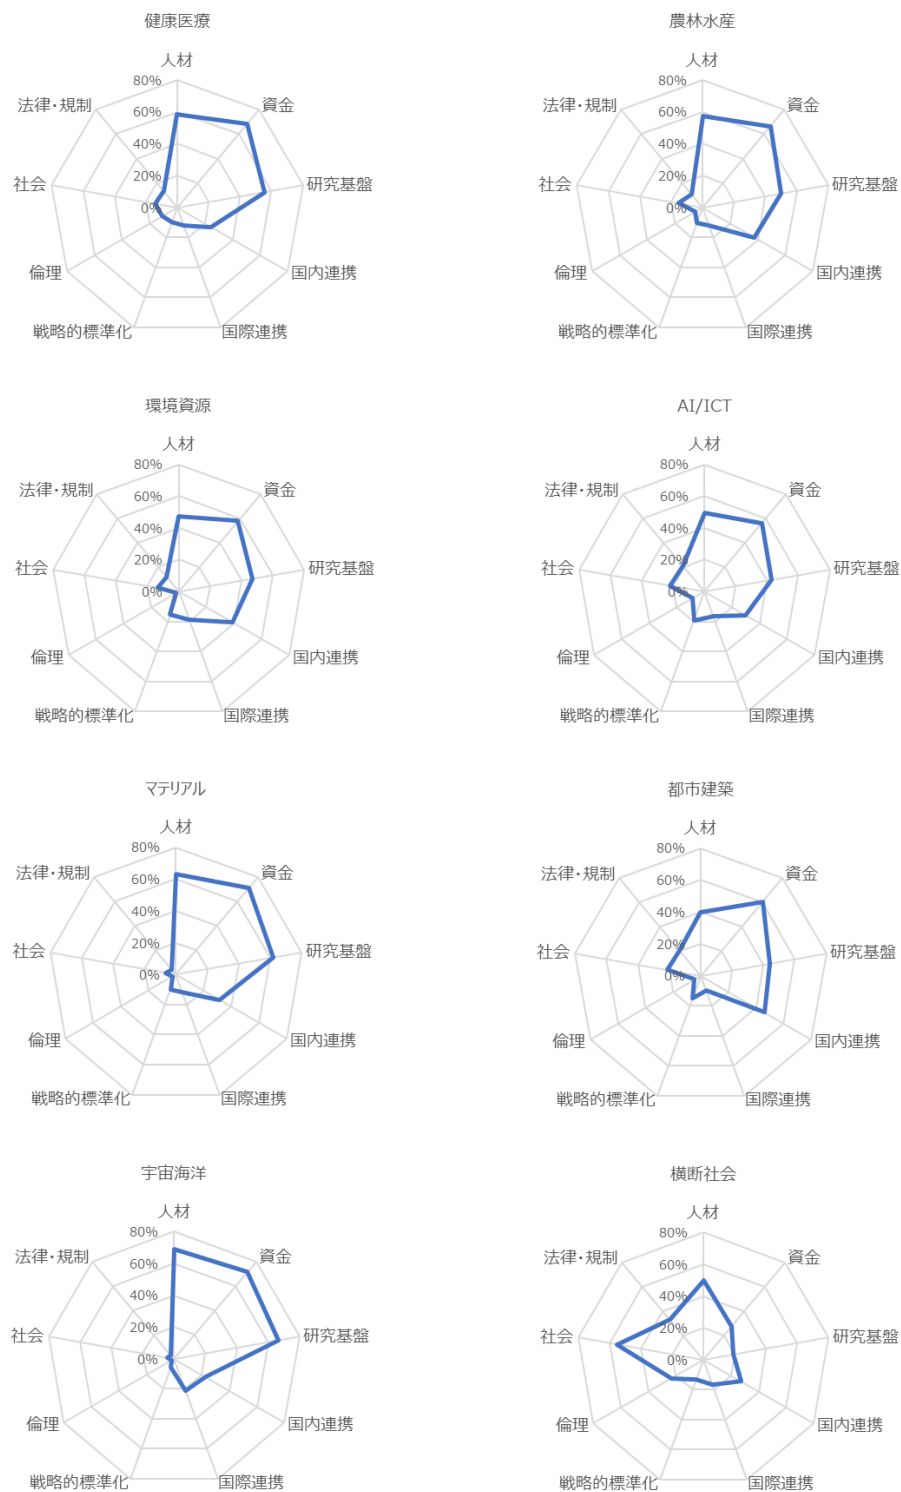 健康医療
人材
80%
資金
60%
40%
20%
0%
法律・規制
社会
研究基盤
倫理
国内連携
戦略的標準化
国際連携
農林水産
人材
80%
資金
60%
40%
20%
0%
法律・規制
社会
研究基盤
倫理
国内連携
戦略的標準化
国際連携
環境資源
人材
80%
資金
60%
40%
20%
0%
法律・規制
社会
研究基盤
倫理
国内連携
戦略的標準化
国際連携
AI/ICT
人材
80%
資金
60%
40%
20%
0%
法律・規制
社会
研究基盤
倫理
国内連携
戦略的標準化
国際連携
マテリアル
人材
80%
資金
60%
40%
20%
0%
法律・規制
社会
研究基盤
倫理
国内連携
戦略的標準化
国際連携
都市建築
人材
80%
資金
60%
40%
20%
0%
法律・規制
社会
研究基盤
倫理
国内連携
戦略的標準化
国際連携
宇宙海洋
人材
80%
資金
60%
40%
20%
0%
法律・規制
社会
研究基盤
倫理
国内連携
戦略的標準化
国際連携
横断社会
人材
80%
資金
60%
40%
20%
0%
法律・規制
社会
研究基盤
倫理
国内連携
戦略的標準化
国際連携